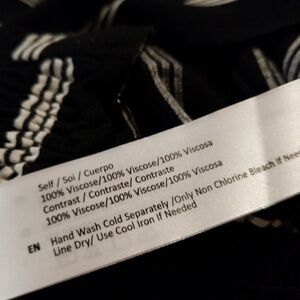 Self / Soi / Cuerpo
100% Viscose/100% Viscose/100% Viscosa
Contrast / Contraste/ Contraste
100% Viscose/100% Viscose/100% Viscosa
EN Hand Wash Cold Separately /Only Non Chlorine Bleach If
Line Dry/ Use Cool Iron if Needed